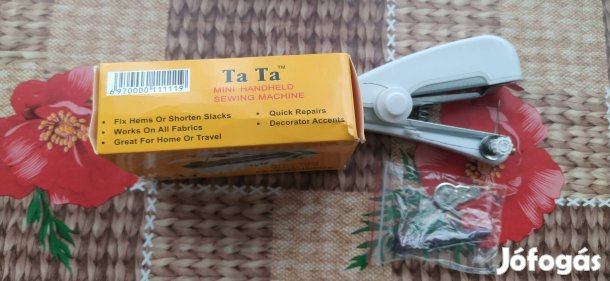 Ta Ta™
MINI HANDHELD
SEWING MACHINE
6970000111119
• Fix Hems Or Shorten Slacks
• Works On All Fabrics
• Great For Home Or Travel
• Quick Repairs
• Decorator Accents
Jófogás